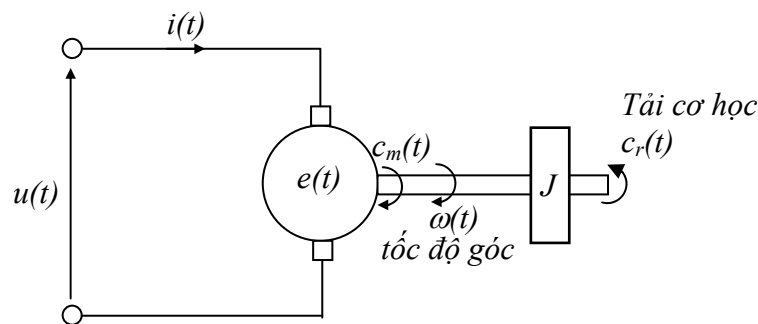 i(t)
Tải cơ học
c_r(t)
c_m(t)
e(t)
J
u(t)
ω(t)
tốc độ góc